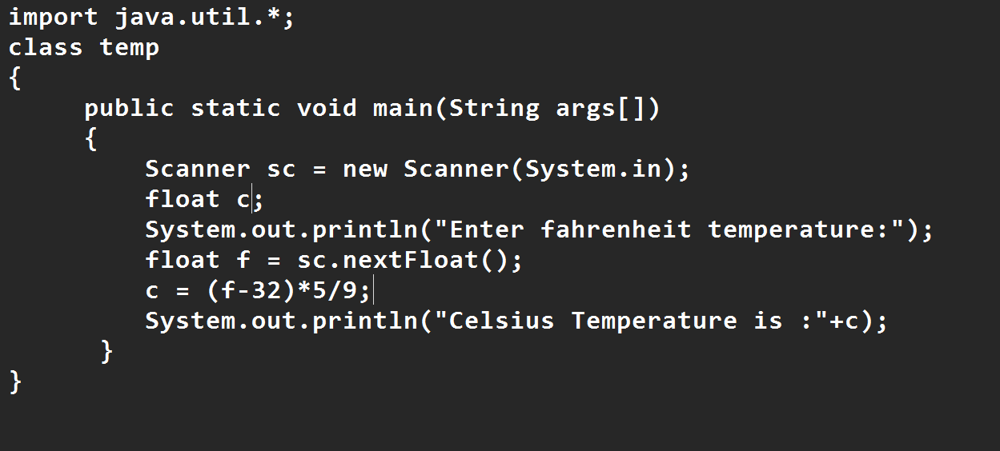 import java.util.*;
class temp
{
public static void main(String args[])
{
Scanner sc = new Scanner(System.in);
float c;
System.out.println("Enter fahrenheit temperature:");
float f = sc.nextFloat();
c = (f-32)*5/9;
System.out.println("Celsius Temperature is :"+c);
}
}